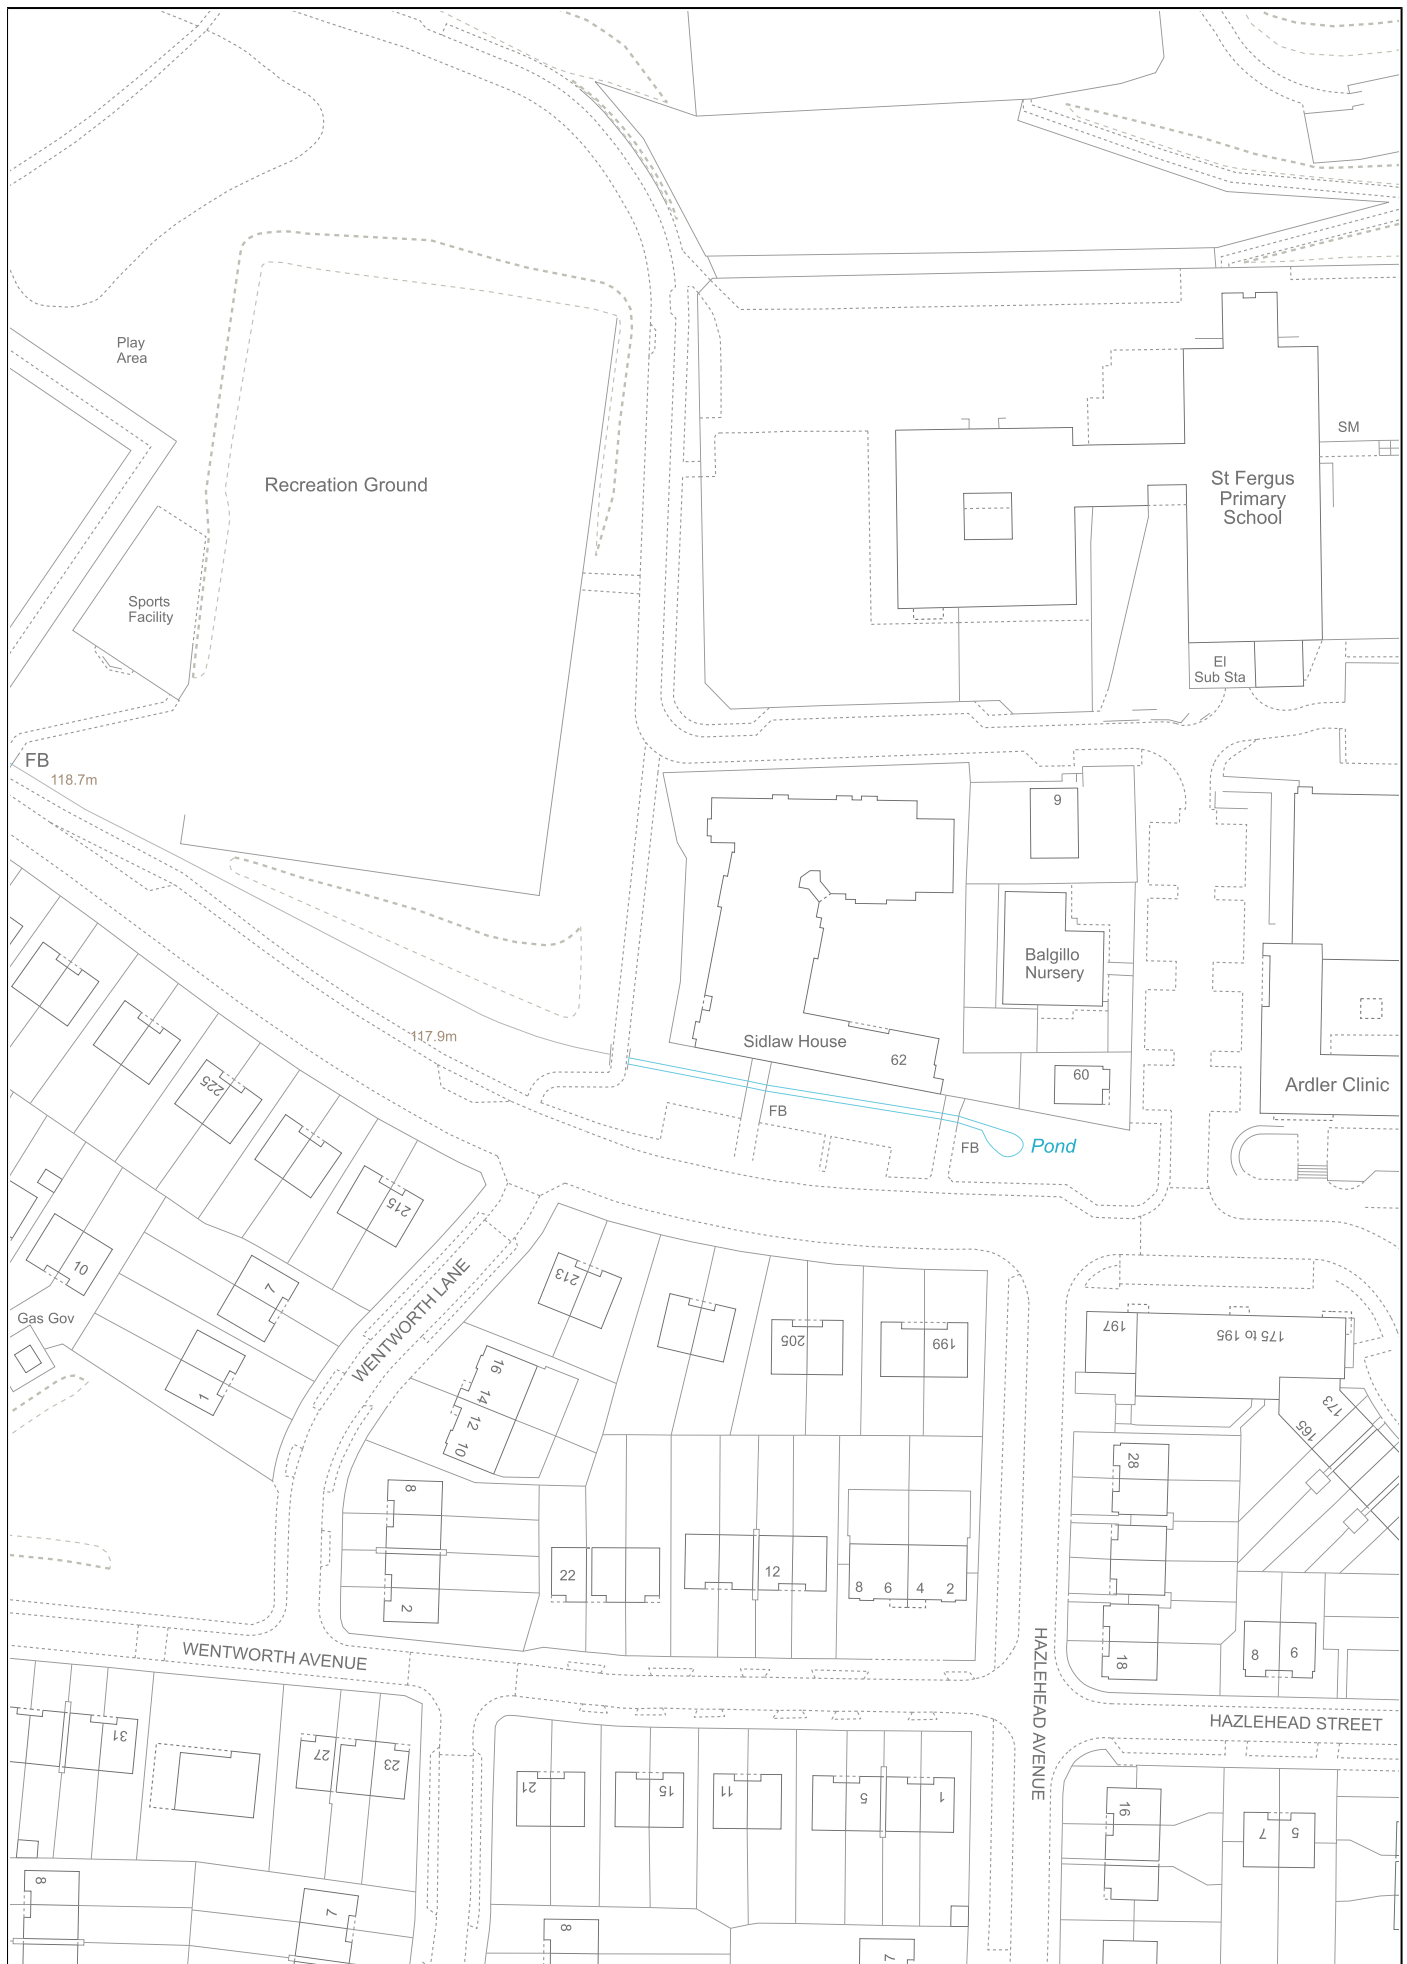 Play
Area
SM
Recreation Ground
St Fergus
Primary
School
Sports
Facility
El
Sub Sta
FB
118.7m
9
Balgillo
Nursery
117.9m
Sidlaw House
62
60
Ardler Clinic
225
FB
FB
Pond
215
10
7
213
WENTWORTH LANE
Gas Gov
1
205
199
197
175 to 195
173
165
16
14
12
10
28
8
22
12
8
6
4
2
2
18
8
6
WENTWORTH AVENUE
HAZLEHEAD AVENUE
HAZLEHEAD STREET
31
27
23
21
15
11
5
1
16
7
5
8
7
8
7